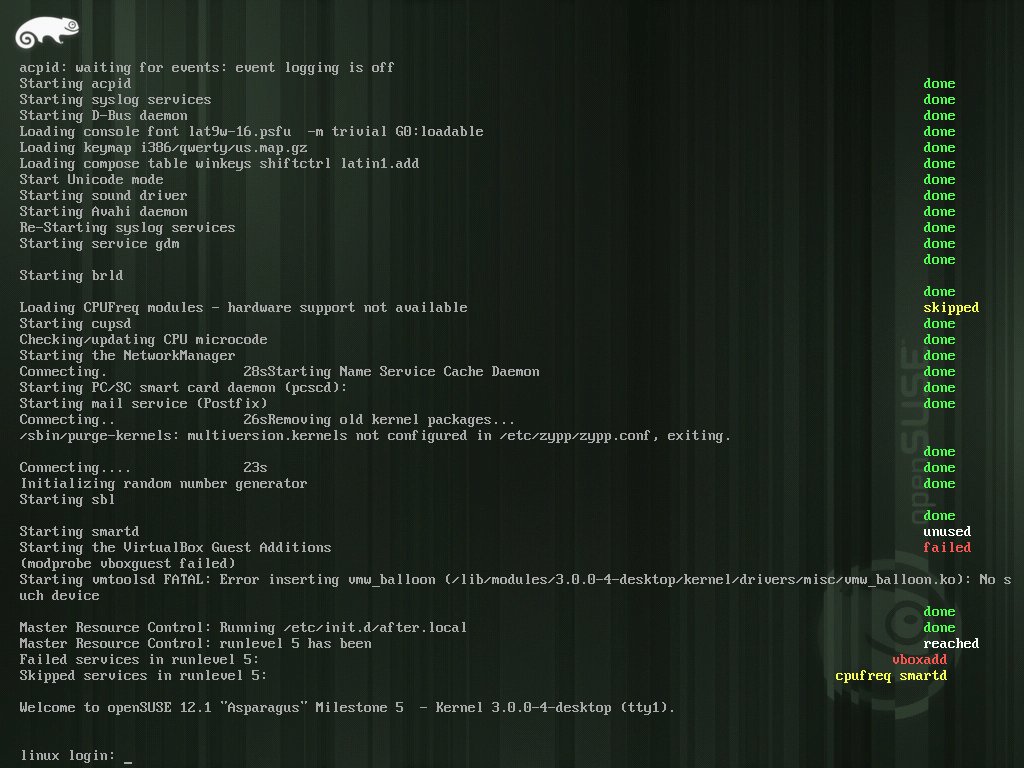 acpid: waiting for events: event logging is off
Starting acpid done
Starting syslog services done
Starting D-Bus daemon done
Loading console font lat9w-16.psfu -m trivial G0:loadable done
Loading keymap i386/qwerty/us.map.gz done
Loading compose table winkeys shiftctrl latin1.add done
Start Unicode mode done
Starting sound driver done
Starting Avahi daemon done
Re-Starting syslog services done
Starting service gdm done
done
Starting brld
done
Loading CPUFreq modules - hardware support not available skipped
Starting cupsd done
Checking/updating CPU microcode done
Starting the NetworkManager done
Connecting. 28sStarting Name Service Cache Daemon done
Starting PC/SC smart card daemon (pcscd): done
Starting mail service (Postfix) done
Connecting.. 26sRemoving old kernel packages...
/sbin/purge-kernels: multiversion.kernels not configured in /etc/zypp/zypp.conf, exiting.
done
Connecting.... 23s done
Initializing random number generator done
Starting sbl
done
Starting smartd unused
Starting the VirtualBox Guest Additions failed
(modprobe vboxguest failed)
Starting vmtoolsd FATAL: Error inserting vmw_balloon (/lib/modules/3.0.0-4-desktop/kernel/drivers/misc/vmw_balloon.ko): No s
uch device
done
Master Resource Control: Running /etc/init.d/after.local done
Master Resource Control: runlevel 5 has been reached
Failed services in runlevel 5: vboxadd
Skipped services in runlevel 5: cpufreq smartd
Welcome to openSUSE 12.1 "Asparagus" Milestone 5 - Kernel 3.0.0-4-desktop (tty1).
linux login: _
openSUSE